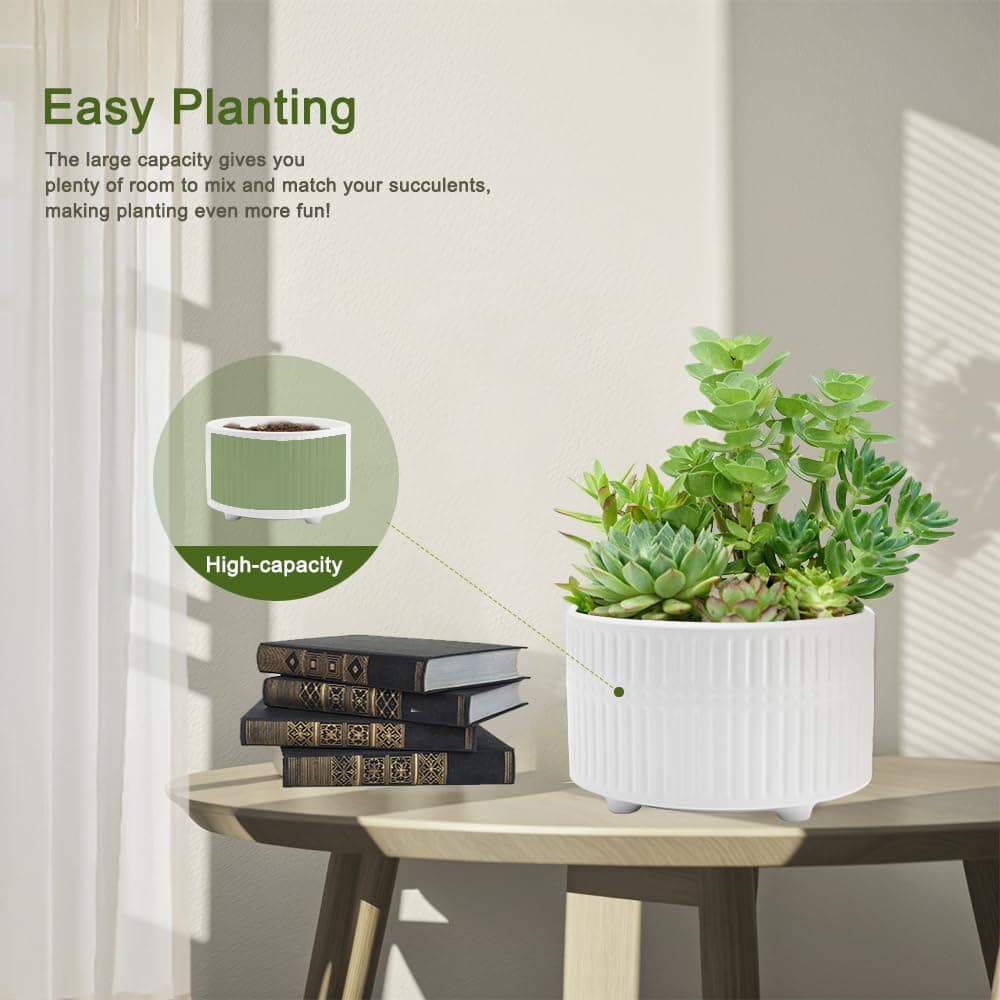 Easy Planting
The large capacity gives you
plenty of room to mix and match your succulents,
making planting even more fun!
High-capacity